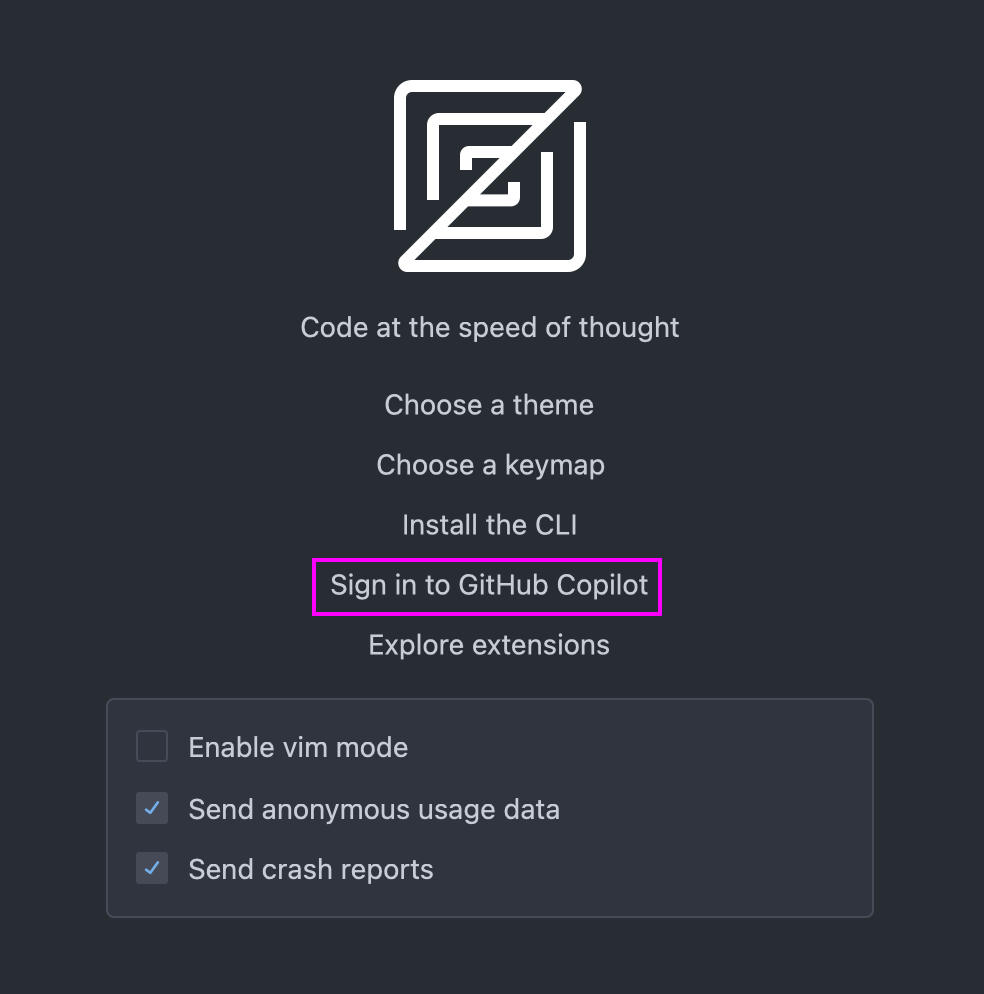 Code at the speed of thought
Choose a theme
Choose a keymap
Install the CLI
Sign in to GitHub Copilot
Explore extensions
Enable vim mode
Send anonymous usage data
Send crash reports